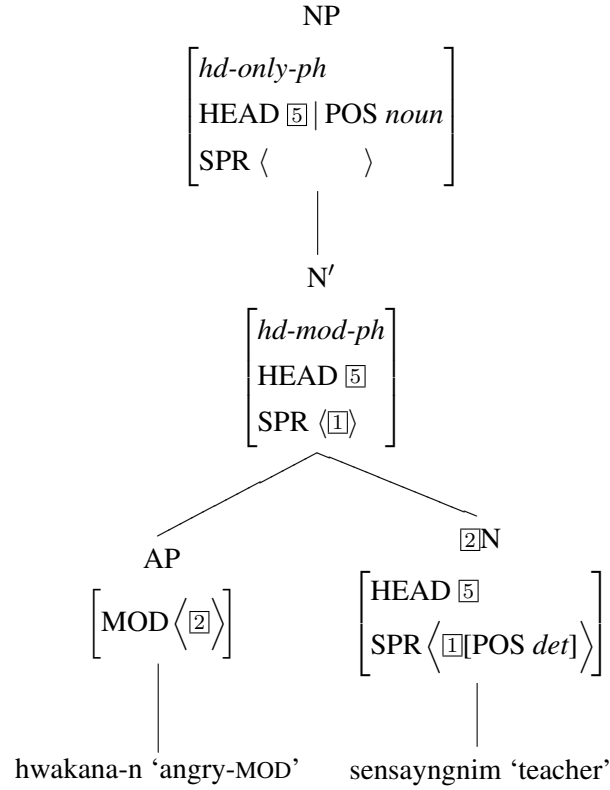 NP
hd-only-ph
HEAD 5 | POS noun
SPR ⟨ ⟩
N′
hd-mod-ph
HEAD 5
SPR ⟨1⟩
AP
MOD⟨2⟩
2N
HEAD 5
SPR⟨1[POS det]⟩
hwakana-n ‘angry-MOD’ sensayngnim ‘teacher’